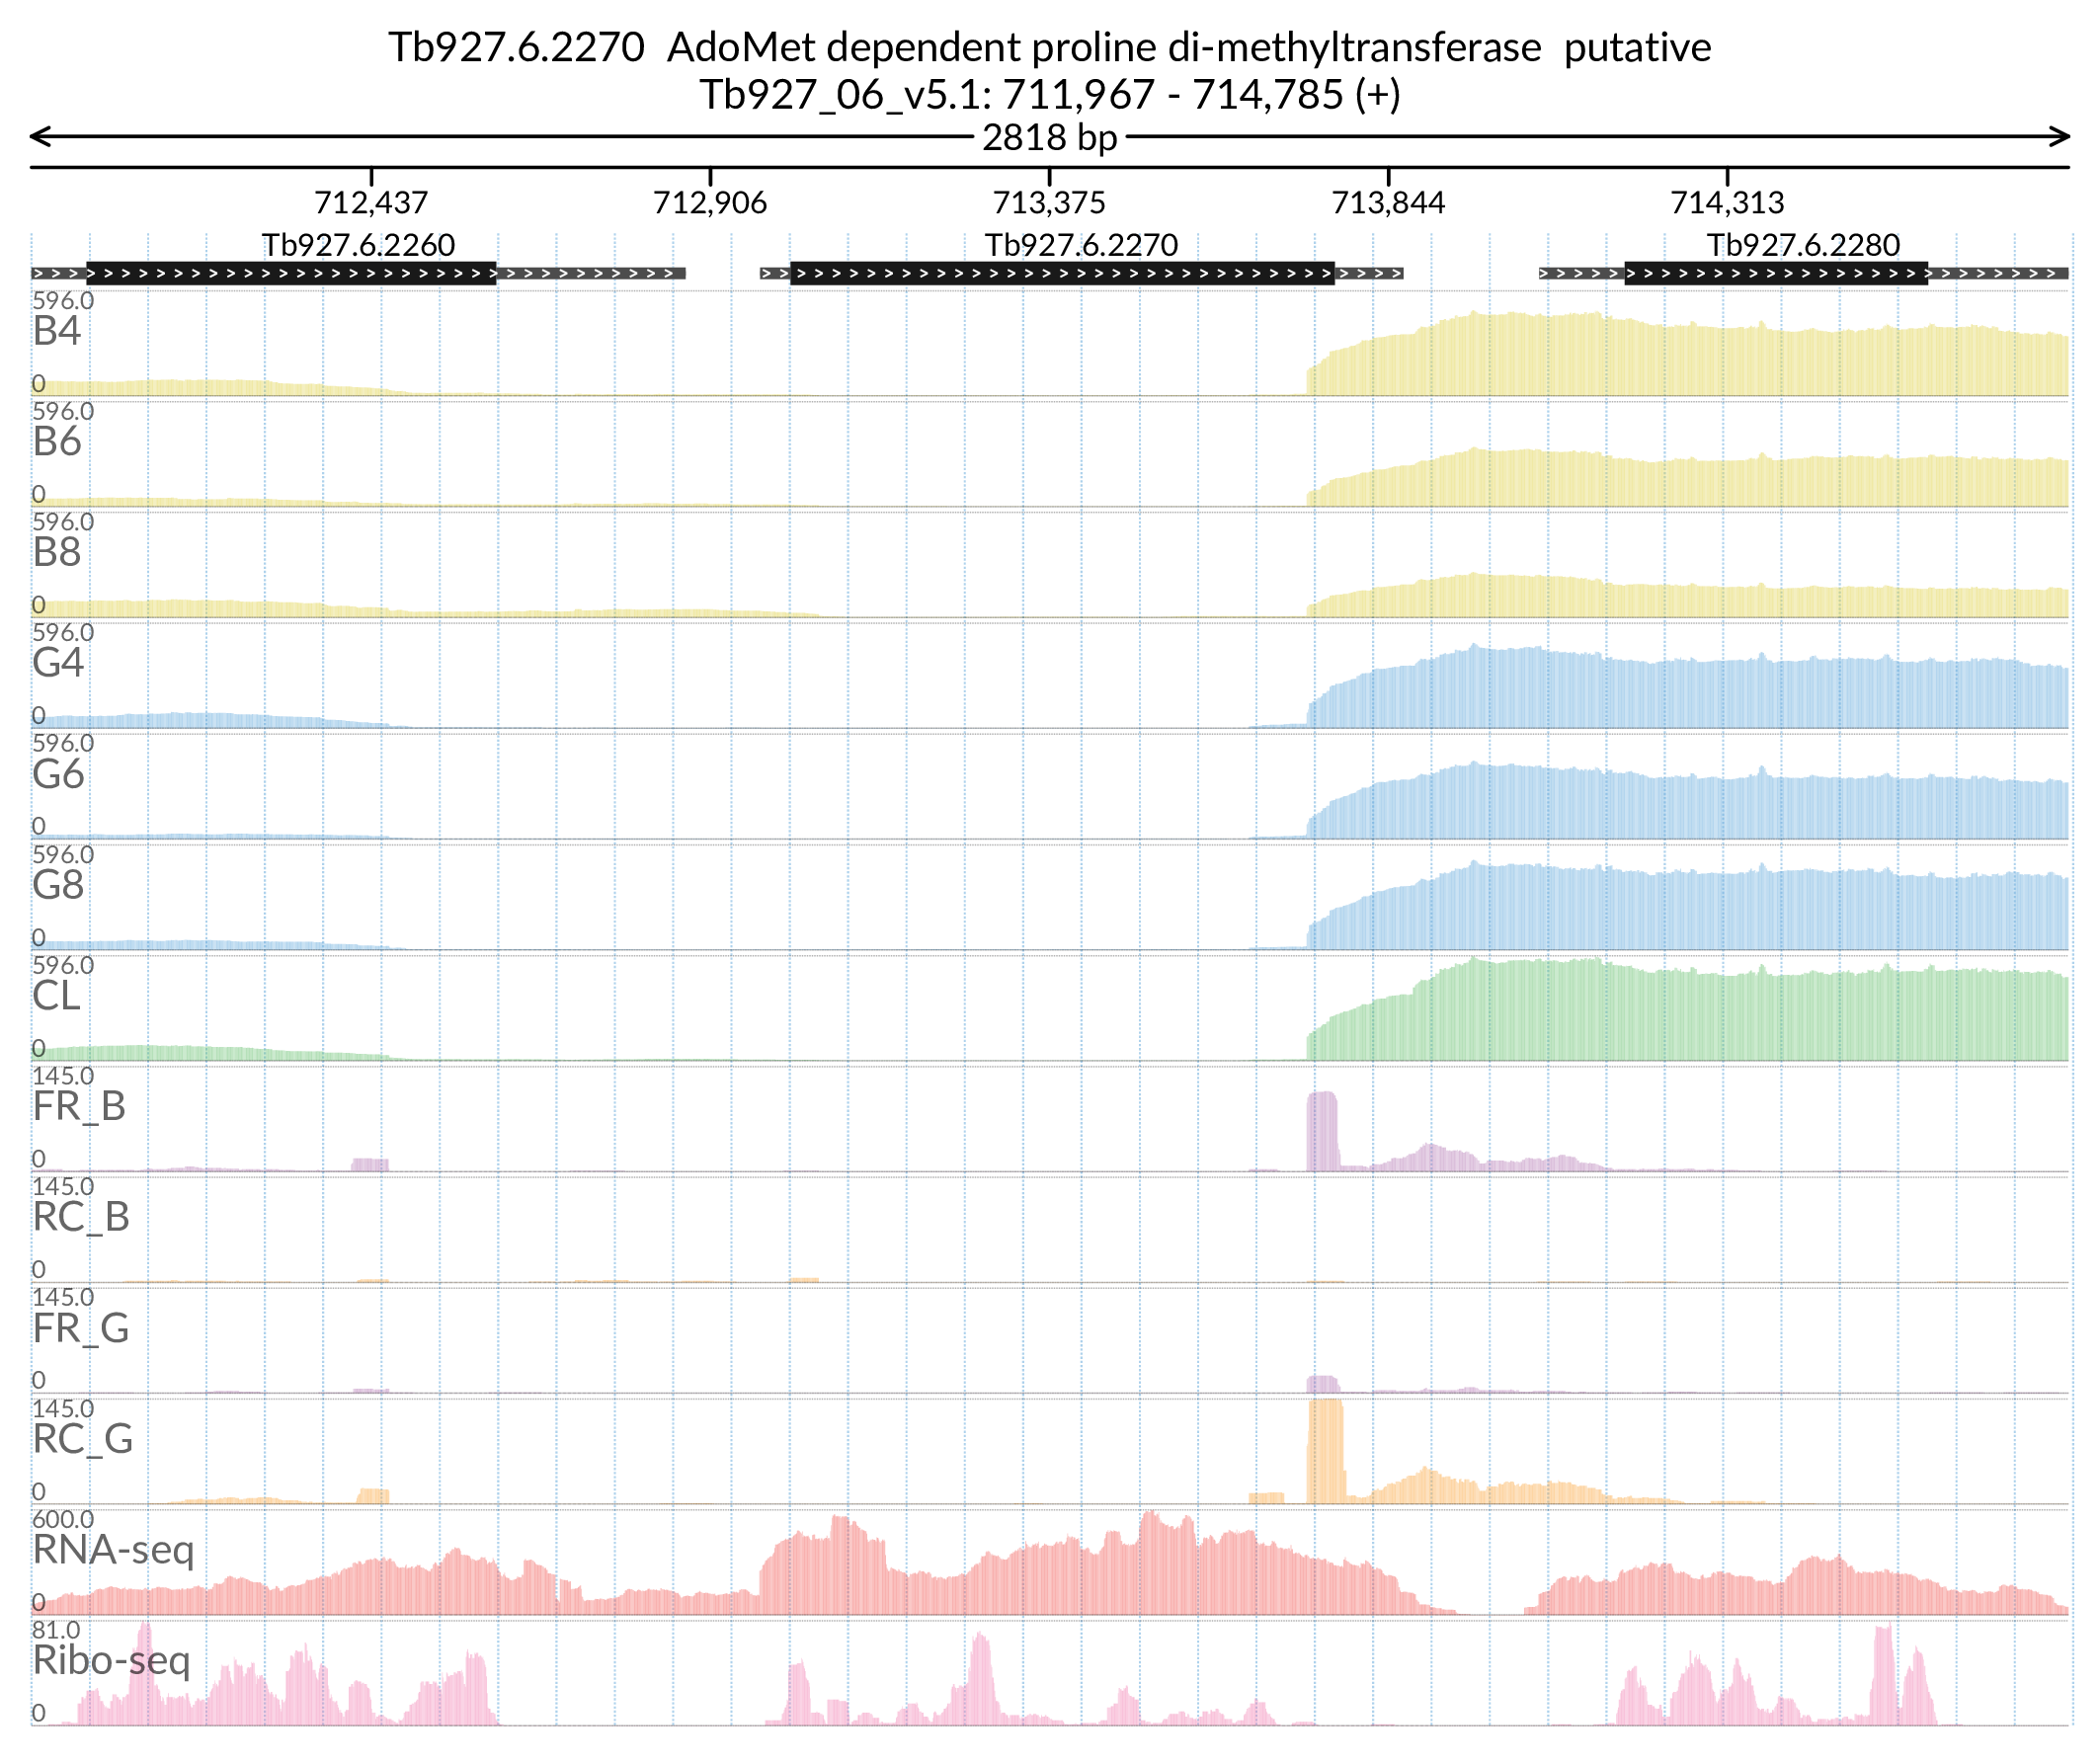 Tb927.6.2270  AdoMet dependent proline di-methyltransferase  putative
Tb927_06_v5.1: 711,967 - 714,785 (+)
2818 bp
712,437 712,906 713,375 713,844 714,313
Tb927.6.2260 Tb927.6.2270 Tb927.6.2280
596.0
B4
0
596.0
B6
0
596.0
B8
0
596.0
G4
0
596.0
G6
0
596.0
G8
0
596.0
CL
0
145.0
FR_B
0
145.0
RC_B
0
145.0
FR_G
0
145.0
RC_G
0
600.0
RNA-seq
0
81.0
Ribo-seq
0